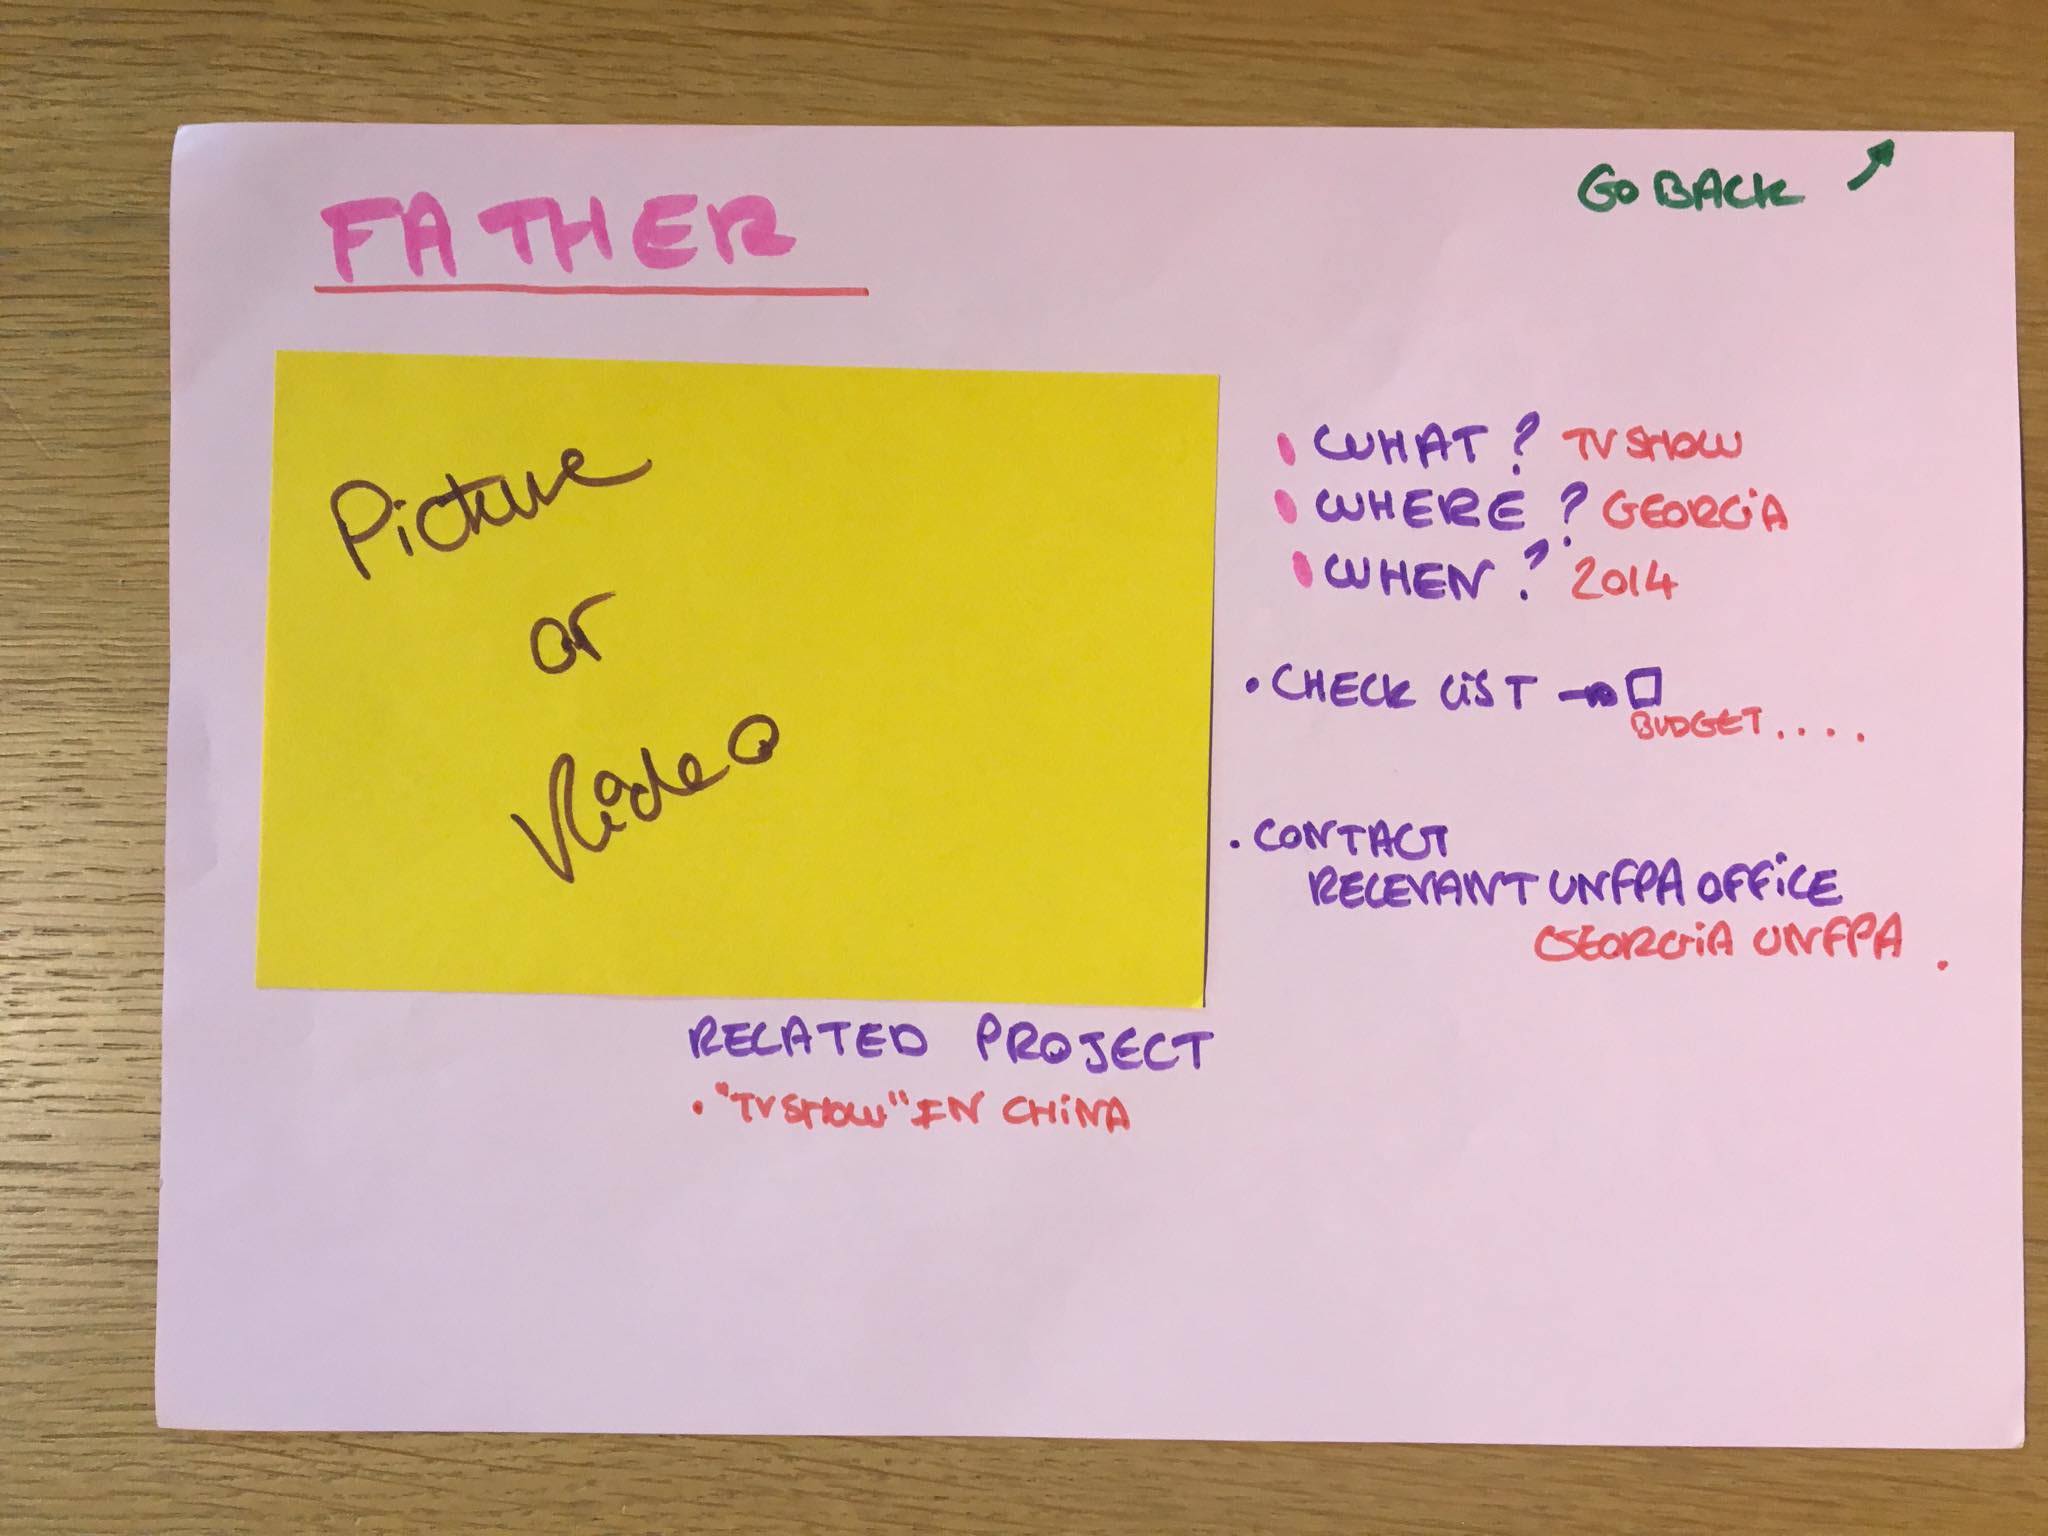 FATHER
GO BACK
Picture
or
Video
WHAT ? TV SHOW
WHERE ? GEORGIA
WHEN ? 2014
• CHECK LIST
BUDGET....
• CONTACT
RELEVANT UNFPA OFFICE
GEORGIA UNFPA.
RELATED PROJECT
• "TV SHOW" IN CHINA